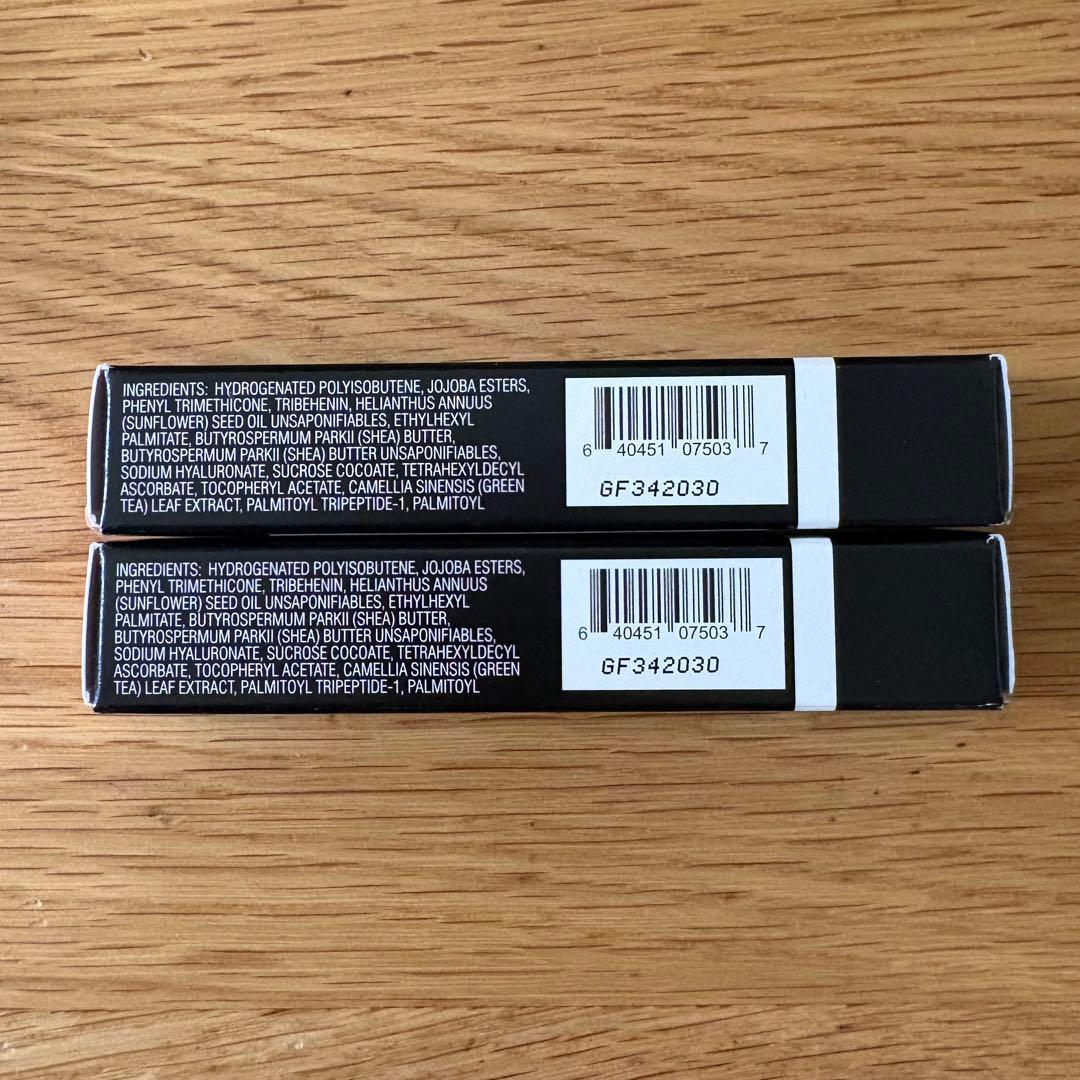 INGREDIENTS: HYDROGENATED POLYISOBUTENE, JOJOBA ESTERS,
PHENYL TRIMETHICONE, TRIBEHENIN, HELIANTHUS ANNUUS
(SUNFLOWER) SEED OIL UNSAPONIFIABLES, ETHYLHEXYL
PALMITATE, BUTYROSPERMUM PARKII (SHEA) BUTTER,
BUTYROSPERMUM PARKII (SHEA) BUTTER UNSAPONIFIABLES,
SODIUM HYALURONATE, SUCROSE COCOATE, TETRAHEXYLDECYL
ASCORBATE, TOCOPHERYL ACETATE, CAMELLIA SINENSIS (GREEN
TEA) LEAF EXTRACT, PALMITOYL TRIPEPTIDE-1, PALMITOYL
6 40451 07503 7
GF342030
INGREDIENTS: HYDROGENATED POLYISOBUTENE, JOJOBA ESTERS,
PHENYL TRIMETHICONE, TRIBEHENIN, HELIANTHUS ANNUUS
(SUNFLOWER) SEED OIL UNSAPONIFIABLES, ETHYLHEXYL
PALMITATE, BUTYROSPERMUM PARKII (SHEA) BUTTER,
BUTYROSPERMUM PARKII (SHEA) BUTTER UNSAPONIFIABLES,
SODIUM HYALURONATE, SUCROSE COCOATE, TETRAHEXYLDECYL
ASCORBATE, TOCOPHERYL ACETATE, CAMELLIA SINENSIS (GREEN
TEA) LEAF EXTRACT, PALMITOYL TRIPEPTIDE-1, PALMITOYL
6 40451 07503 7
GF342030